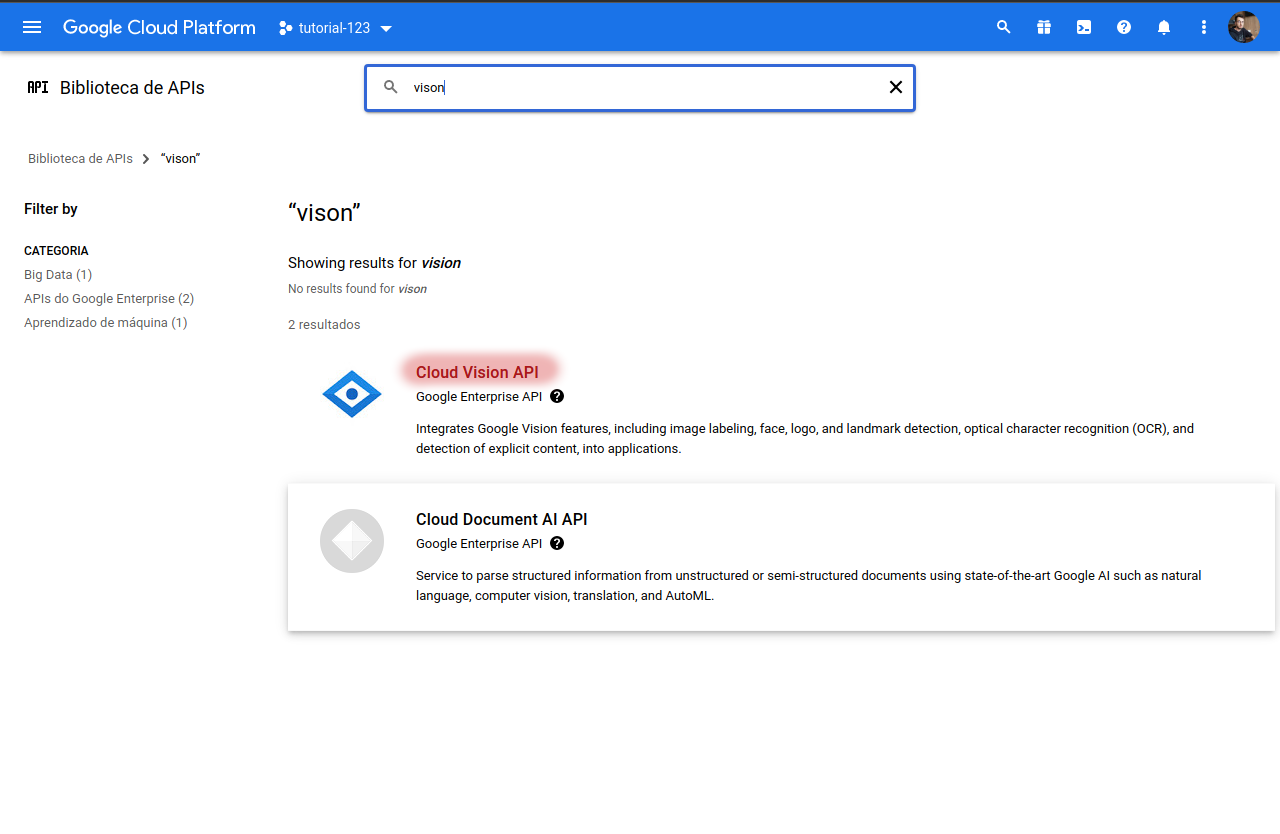 Google Cloud Platform tutorial-123
API Biblioteca de APIs
vison
Biblioteca de APIs “vison”
Filter by
CATEGORIA
Big Data (1)
APIs do Google Enterprise (2)
Aprendizado de máquina (1)
“vison”
Showing results for vision
No results found for vison
2 resultados
Cloud Vision API
Google Enterprise API
Integrates Google Vision features, including image labeling, face, logo, and landmark detection, optical character recognition (OCR), and
detection of explicit content, into applications.
Cloud Document AI API
Google Enterprise API
Service to parse structured information from unstructured or semi-structured documents using state-of-the-art Google AI such as natural
language, computer vision, translation, and AutoML.